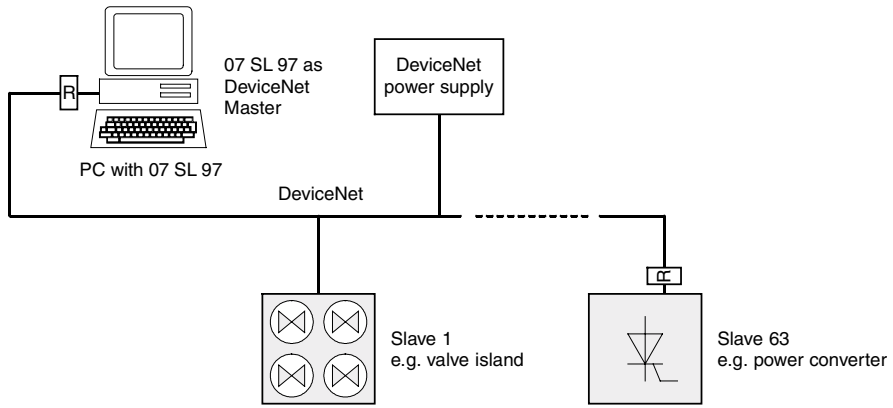 07 SL 97 as
DeviceNet
Master
DeviceNet
power supply
R
PC with 07 SL 97
DeviceNet
R
Slave 1
e.g. valve island
Slave 63
e.g. power converter